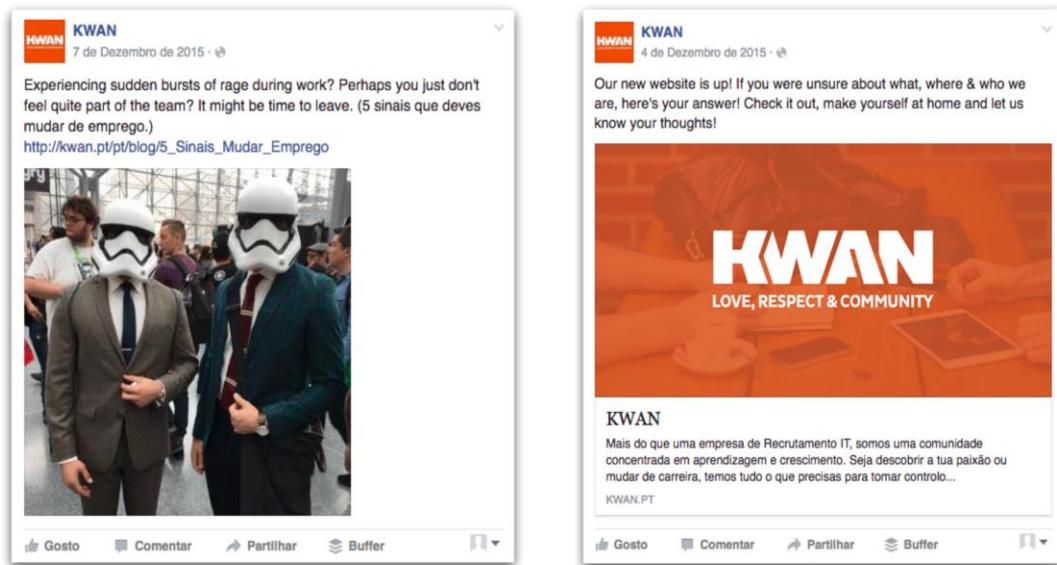 KWAN
7 de Dezembro de 2015
Experiencing sudden bursts of rage during work? Perhaps you just don't
feel quite part of the team? It might be time to leave. (5 sinais que deves
mudar de emprego.)
http://kwan.pt/pt/blog/5_Sinais_Mudar_Emprego
Gosto
Comentar
Partilhar
Buffer
KWAN
4 de Dezembro de 2015
Our new website is up! If you were unsure about what, where & who we
are, here's your answer! Check it out, make yourself at home and let us
know your thoughts!
KWAN
LOVE, RESPECT & COMMUNITY
KWAN
Mais do que uma empresa de Recrutamento IT, somos uma comunidade
concentrada em aprendizagem e crescimento. Seja descobrir a tua paixão ou
mudar de carreira, temos tudo o que precisas para tomar controlo...
KWAN.PT
Gosto
Comentar
Partilhar
Buffer